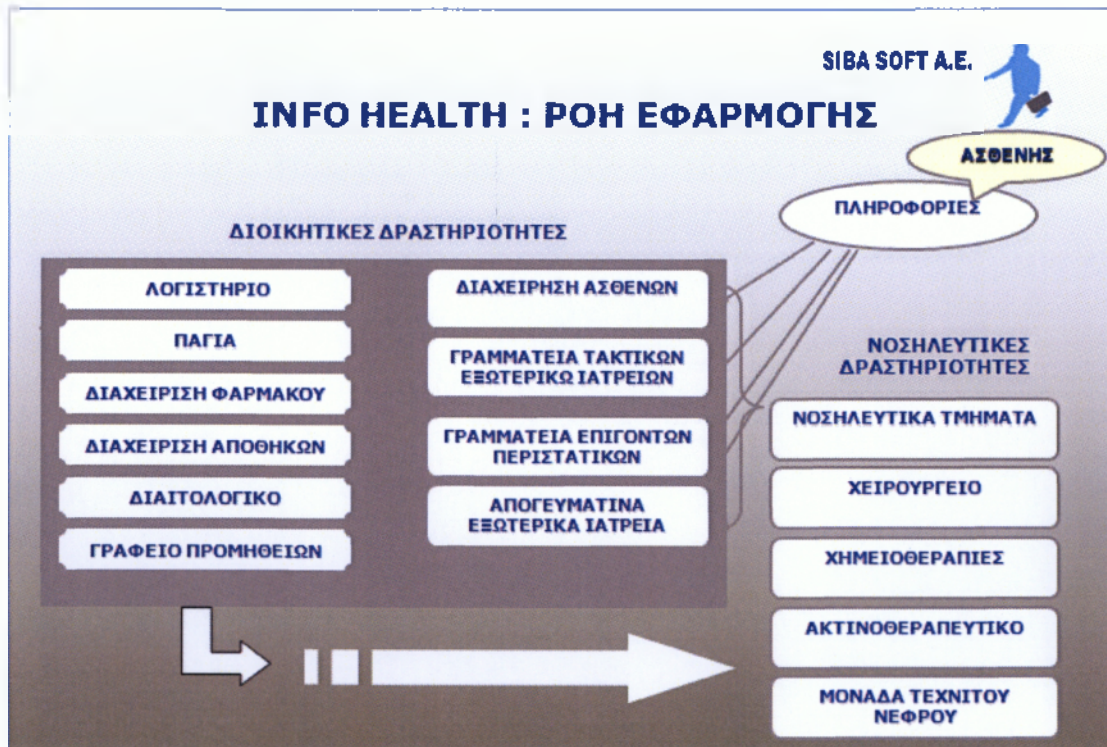 SIBA SOFT A.E.
INFO HEALTH : ΡΟΗ ΕΦΑΡΜΟΓΗΣ
ΑΣΘΕΝΗΣ
ΠΛΗΡΟΦΟΡΙΕΣ
ΔΙΟΙΚΗΤΙΚΕΣ ΔΡΑΣΤΗΡΙΟΤΗΤΕΣ
ΛΟΓΙΣΤΗΡΙΟ
ΠΑΓΙΑ
ΔΙΑΧΕΙΡΙΣΗ ΦΑΡΜΑΚΟΥ
ΔΙΑΧΕΙΡΙΣΗ ΑΠΟΘΗΚΩΝ
ΔΙΑΙΤΟΛΟΓΙΚΟ
ΓΡΑΦΕΙΟ ΠΡΟΜΗΘΕΙΩΝ
ΔΙΑΧΕΙΡΗΣΗ ΑΣΘΕΝΩΝ
ΓΡΑΜΜΑΤΕΙΑ ΤΑΚΤΙΚΩΝ
ΕΞΩΤΕΡΙΚΩ ΙΑΤΡΕΙΩΝ
ΓΡΑΜΜΑΤΕΙΑ ΕΠΙΓΟΝΤΩΝ
ΠΕΡΙΣΤΑΤΙΚΩΝ
ΑΠΟΓΕΥΜΑΤΙΝΑ
ΕΞΩΤΕΡΙΚΑ ΙΑΤΡΕΙΑ
ΝΟΣΗΛΕΥΤΙΚΕΣ
ΔΡΑΣΤΗΡΙΟΤΗΤΕΣ
ΝΟΣΗΛΕΥΤΙΚΑ ΤΜΗΜΑΤΑ
ΧΕΙΡΟΥΡΓΕΙΟ
ΧΗΜΕΙΟΘΕΡΑΠΙΕΣ
ΑΚΤΙΝΟΘΕΡΑΠΕΥΤΙΚΟ
ΜΟΝΑΔΑ ΤΕΧΝΙΤΟΥ
ΝΕΦΡΟΥ